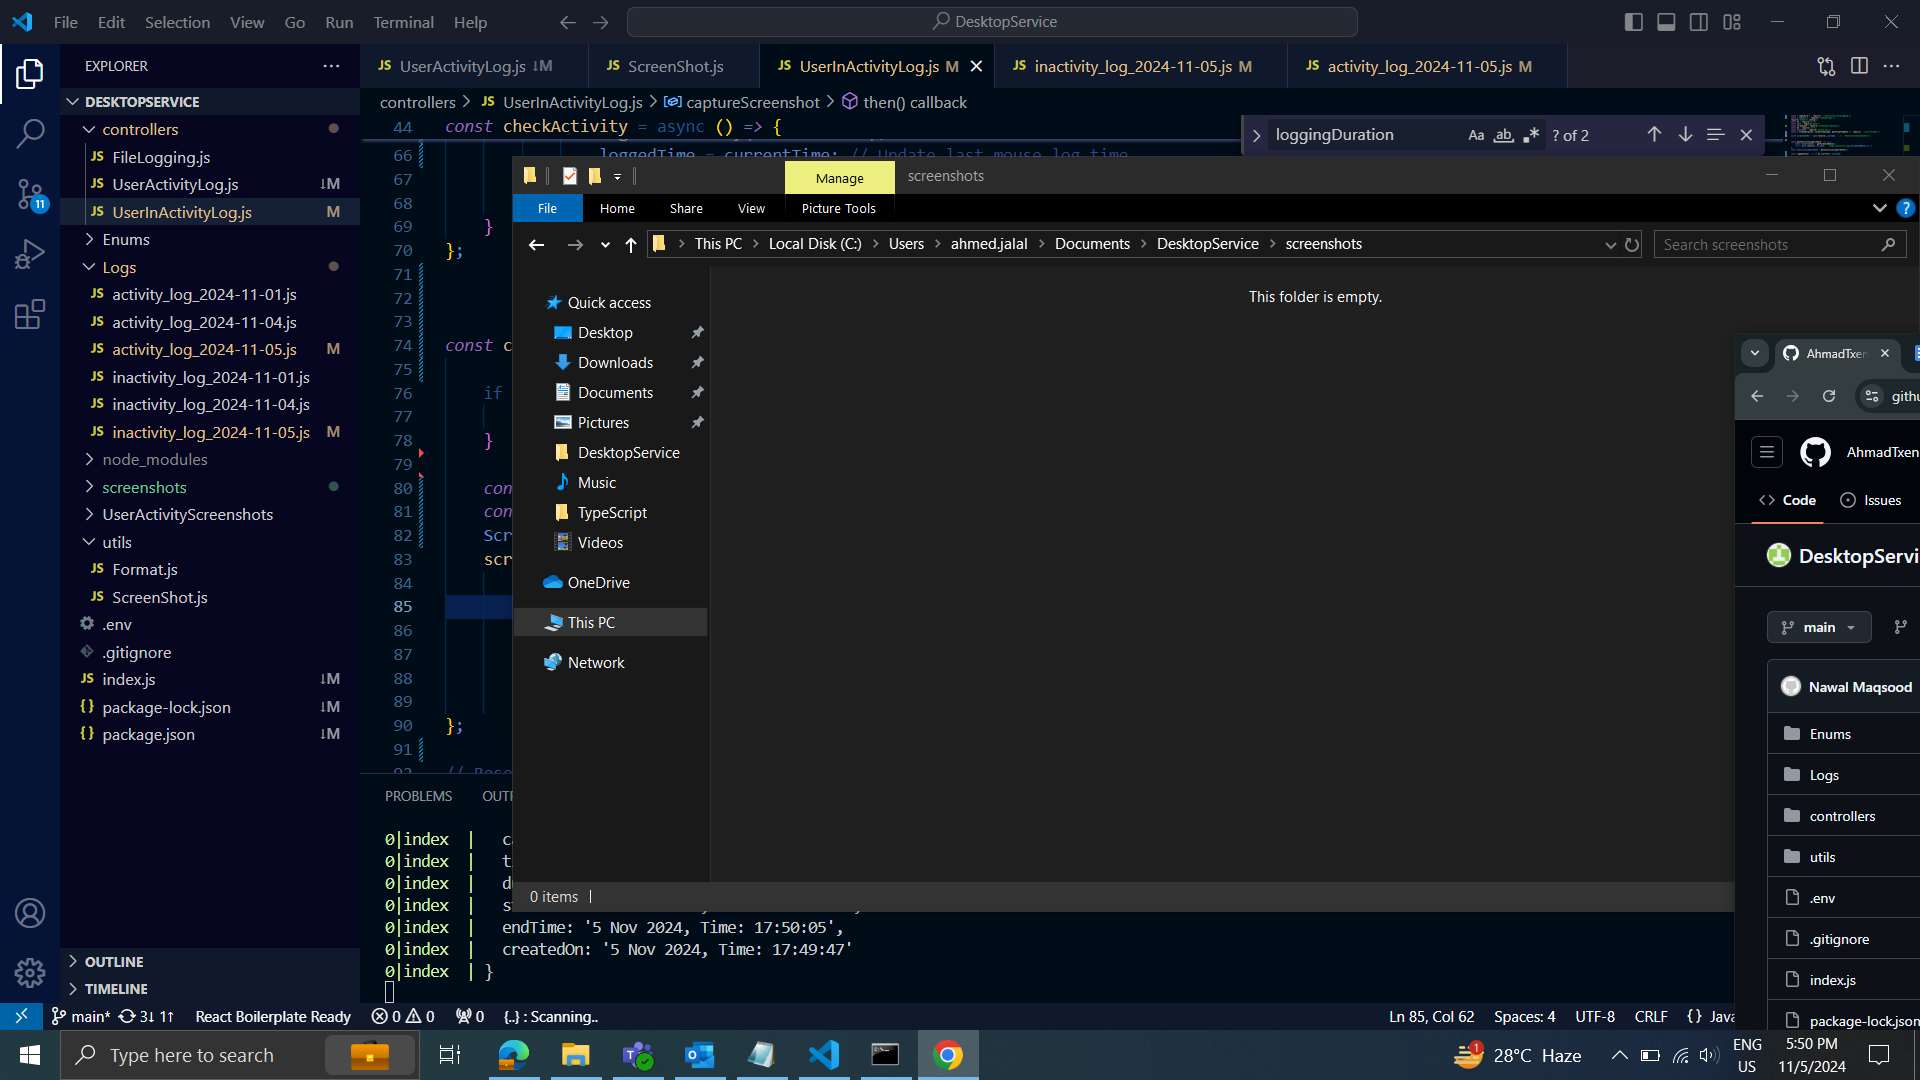 File Edit Selection View Go Run Terminal Help
DesktopService
EXPLORER
JS UserActivityLog.js ↓M
JS ScreenShot.js
JS UserInActivityLog.js M
JS inactivity_log_2024-11-05.js M
JS activity_log_2024-11-05.js M
DESKTOPSERVICE
controllers
JS FileLogging.js
JS UserActivityLog.js ↓M
JS UserInActivityLog.js M
Enums
Logs
JS activity_log_2024-11-01.js
JS activity_log_2024-11-04.js
JS activity_log_2024-11-05.js M
JS inactivity_log_2024-11-01.js
JS inactivity_log_2024-11-04.js
JS inactivity_log_2024-11-05.js M
node_modules
screenshots
UserActivityScreenshots
utils
JS Format.js
JS ScreenShot.js
.env
.gitignore
JS index.js ↓M
{} package-lock.json ↓M
{} package.json ↓M
OUTLINE
TIMELINE
11
controllers > JS UserInActivityLog.js > captureScreenshot > then() callback
44 const checkActivity = async () => {
loggingDuration Aa ab .* ? of 2
66 loggedTime = currentTime; // Update last mouse log time
67
68
69 }
70 };
71
72
73
74 const c
75
76 if
77
78 }
79
80 con
81 con
82 Scr
83 scr
84
85
86
87
88
89
90 };
91
92
PROBLEMS OUT
0|index | c
0|index | t
0|index | d
0|index | s
0|index | endTime: '5 Nov 2024, Time: 17:50:05',
0|index | createdOn: '5 Nov 2024, Time: 17:49:47'
0|index | }
Manage screenshots
File Home Share View Picture Tools
This PC > Local Disk (C:) > Users > ahmed.jalal > Documents > DesktopService > screenshots
Search screenshots
Quick access
Desktop
Downloads
Documents
Pictures
DesktopService
Music
TypeScript
Videos
OneDrive
This PC
Network
This folder is empty.
0 items
AhmadTxen
githu
AhmadTxen
<> Code Issues
DesktopServi
main
Nawal Maqsood
Enums
Logs
controllers
utils
.env
.gitignore
index.js
package-lock.json
main* 3↓ 1↑ React Boilerplate Ready 0 0 0 {..} : Scanning..
Ln 85, Col 62 Spaces: 4 UTF-8 CRLF {} Java
Type here to search
1 28°C Haze
ENG
US
5:50 PM
11/5/2024